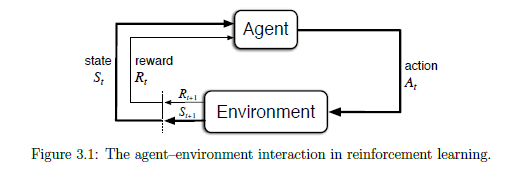 Agent
state
S_t
reward
R_t
action
A_t
R_{t+1}
S_{t+1}
Environment
Figure 3.1: The agent–environment interaction in reinforcement learning.